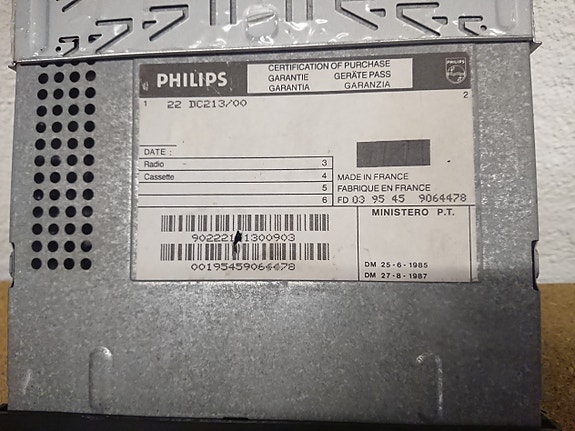 PHILIPS
CERTIFICATION OF PURCHASE
GARANTIE GERÄTE PASS
GARANTIA GARANZIA
PHILIPS
1 22 DC213/00 2
DATE :
Radio 3
Cassette 4
5
6
MADE IN FRANCE
FABRIQUE EN FRANCE
FD 03 95 45 9064478
MINISTERO P.T.
00195459064478
DM 25-6-1985
DM 27-8-1987